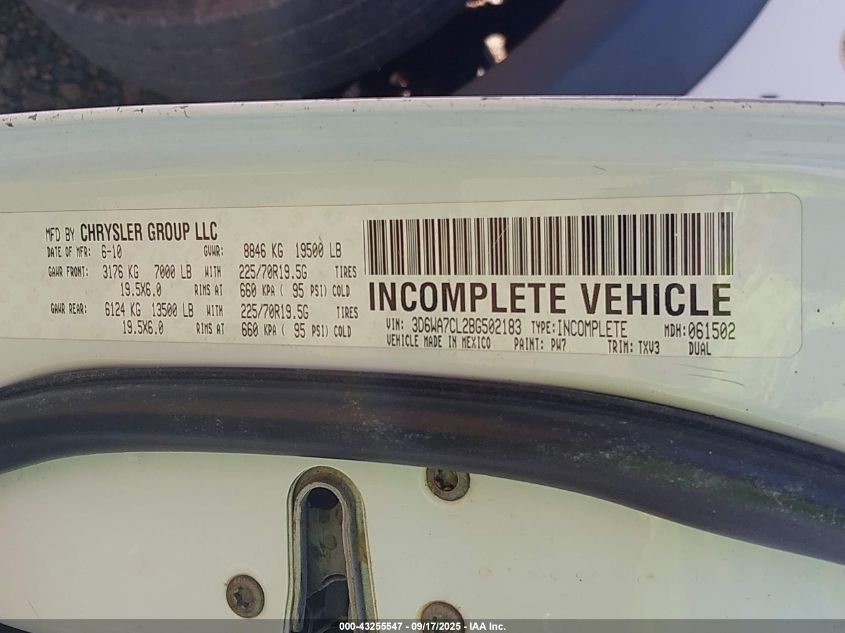 MFD BY CHRYSLER GROUP LLC
DATE OF MFR: 6-10 GVWR: 8846 KG 19500 LB
GAWR FRONT: 3176 KG 7000 LB WITH 225/70R19.5G TIRES
19.5X6.0 RIMS AT 660 KPA ( 95 PSI) COLD
GAWR REAR: 6124 KG 13500 LB WITH 225/70R19.5G TIRES
19.5X6.0 RIMS AT 660 KPA ( 95 PSI) COLD
INCOMPLETE VEHICLE
VIN: 3D6WA7CL2BG502183 TYPE: INCOMPLETE MDH: 061502
VEHICLE MADE IN MEXICO PAINT: PW7 TRIM: TXV3 DUAL
000-43255547 - 09/17/2025 - IAA Inc.